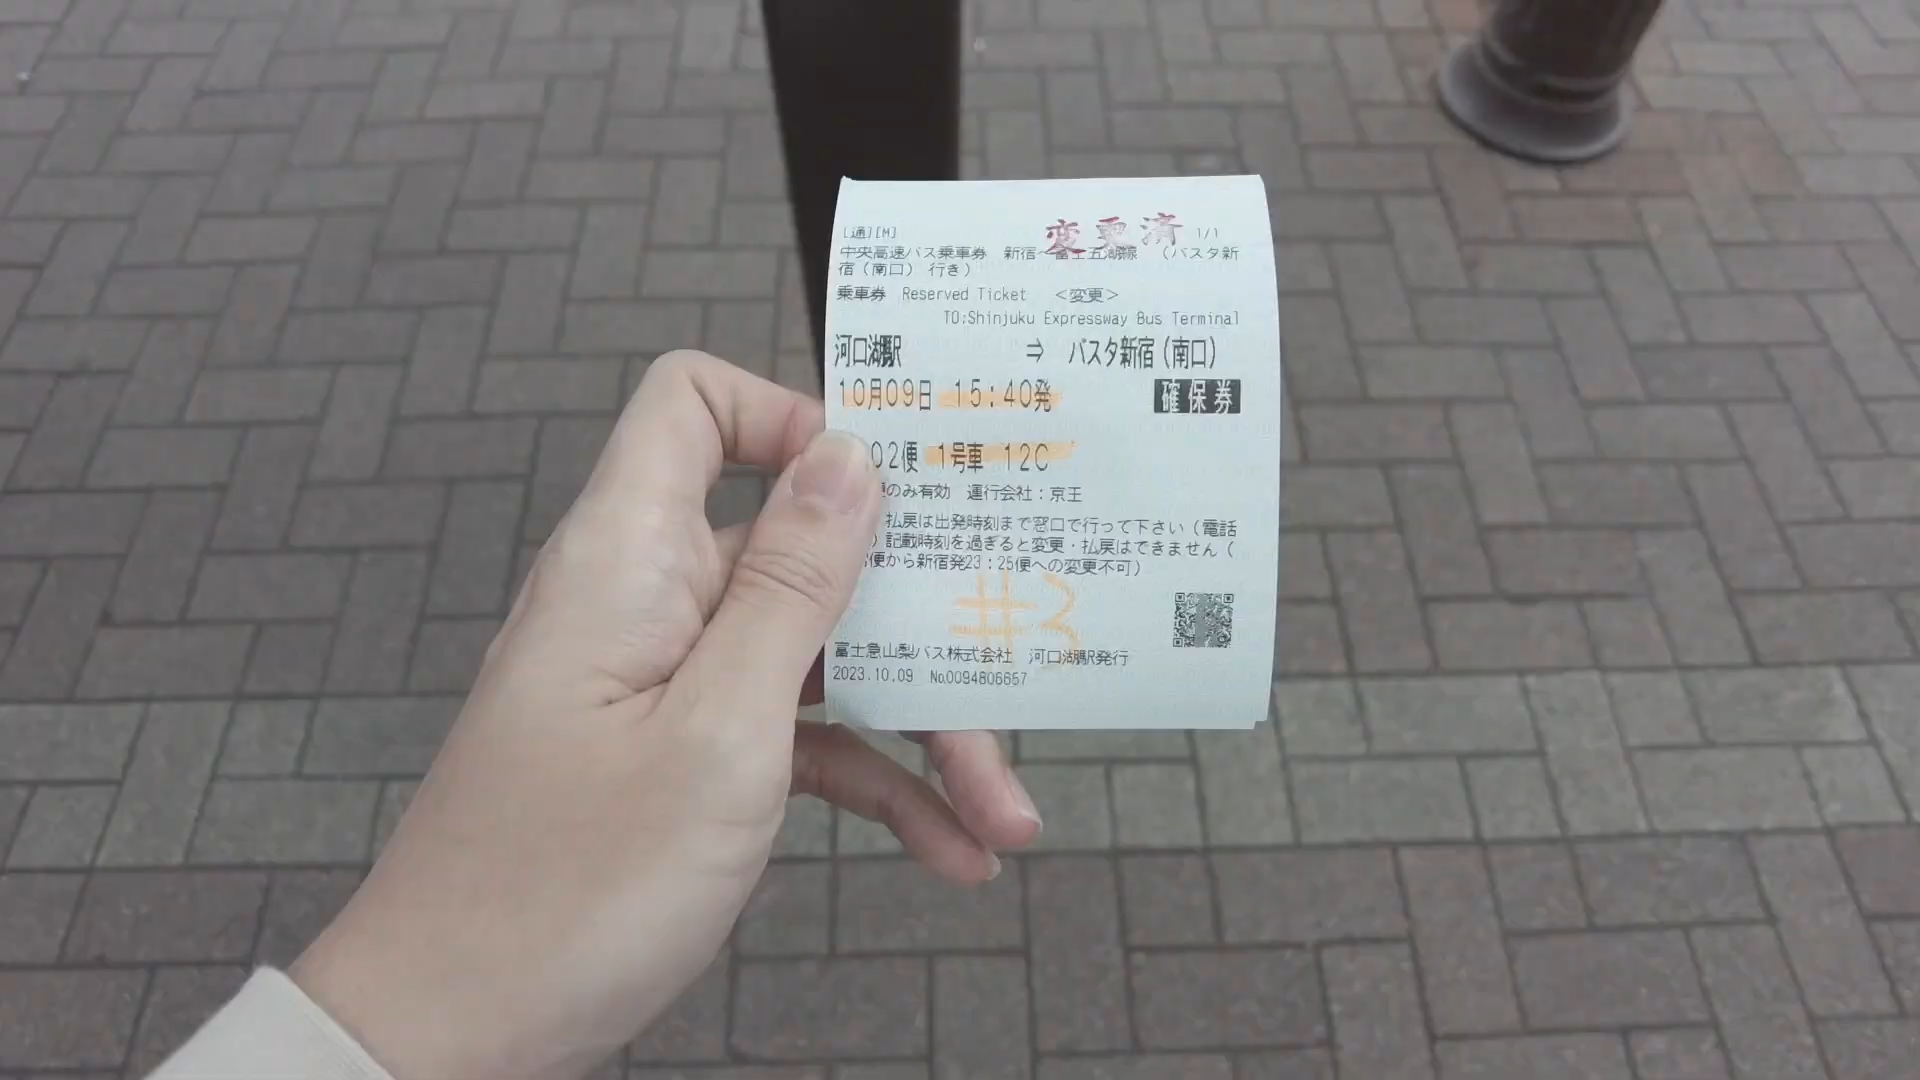 変更済
[通][M] 1/1
中央高速バス乗車券 新宿~富士五湖線 (バスタ新
宿(南口) 行き)
乗車券 Reserved Ticket <変更>
TO:Shinjuku Expressway Bus Terminal
河口湖駅 ⇒ バスタ新宿(南口)
10月09日 15:40発 確保券
02便 1号車 12C
のみ有効 運行会社:京王
払戻は出発時刻まで窓口で行って下さい(電話
)記載時刻を過ぎると変更・払戻はできません(
便から新宿発23:25便への変更不可)
#3
富士急山梨バス株式会社 河口湖駅発行
2023.10.09 No.0094806657